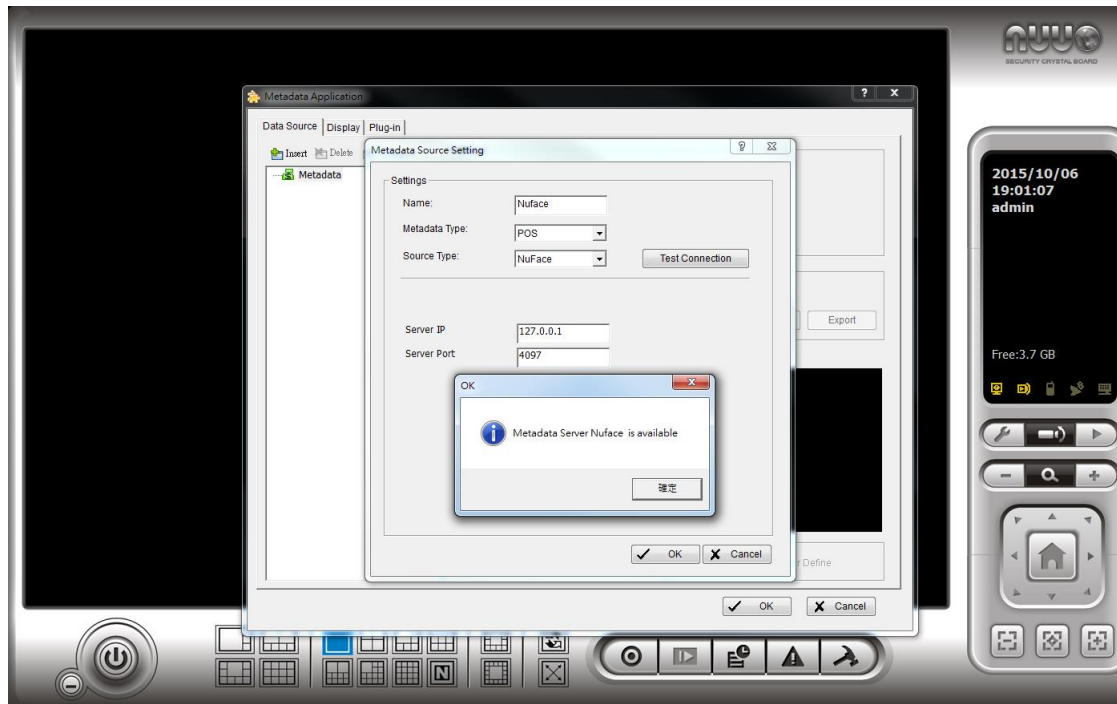 nuuo
SECURITY CRYSTAL BOARD
Metadata Application
Data Source Display Plug-in
Insert Delete
Metadata
Metadata Source Setting
Settings
Name: Nuface
Metadata Type: POS
Source Type: NuFace Test Connection
Server IP 127.0.0.1
Server Port 4097
Export
OK
Metadata Server Nuface is available
確定
OK Cancel
Define
OK Cancel
2015/10/06
19:01:07
admin
Free:3.7 GB
N